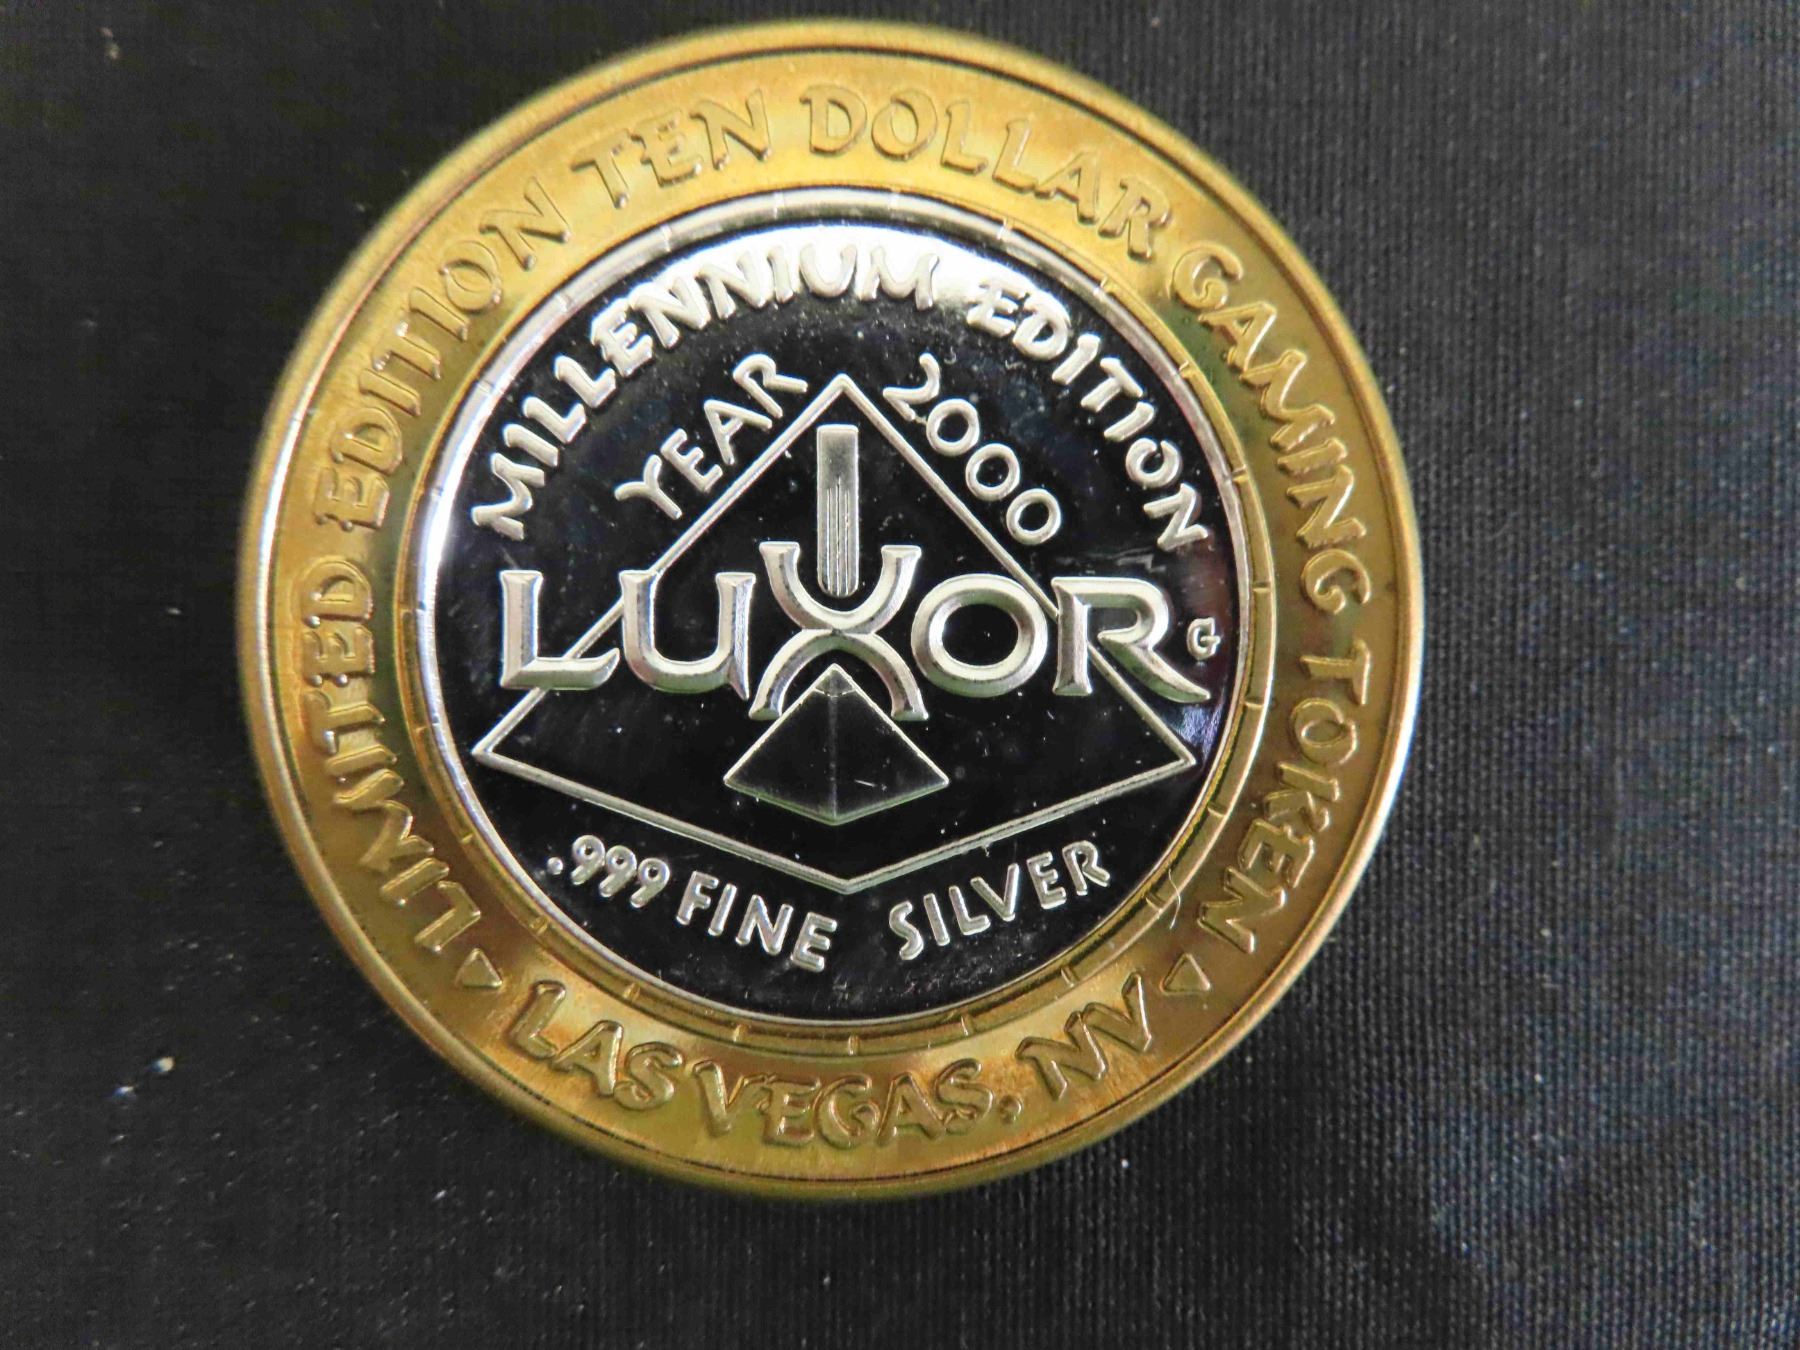 LIMITED EDITION TEN DOLLAR GAMING TOKEN
MILLENNIUM EDITION
YEAR 2000
LUXOR
G
.999 FINE SILVER
LAS VEGAS, NV